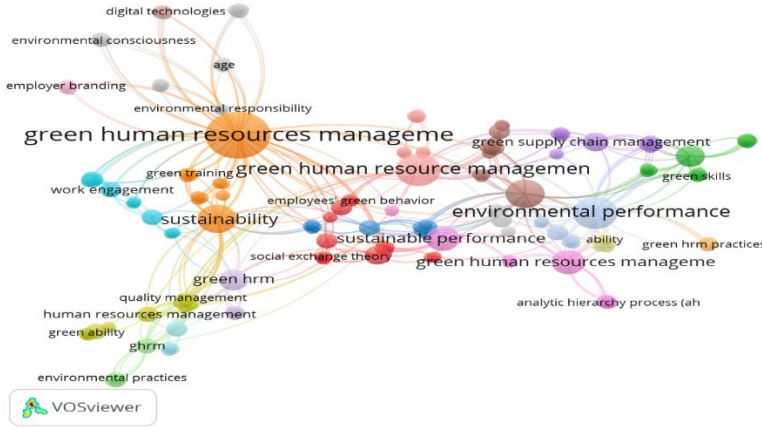 digital technologies
environmental consciousness
age
employer branding
environmental responsibility
green human resources manageme
green supply chain management
green training
green human resource managemen
green skills
work engagement
employees' green behavior
environmental performance
sustainability
sustainable performance
ability
green hrm practices
social exchange theory
green human resources manageme
green hrm
quality management
analytic hierarchy process (ah
human resources management
green ability
ghrm
environmental practices
VOSviewer